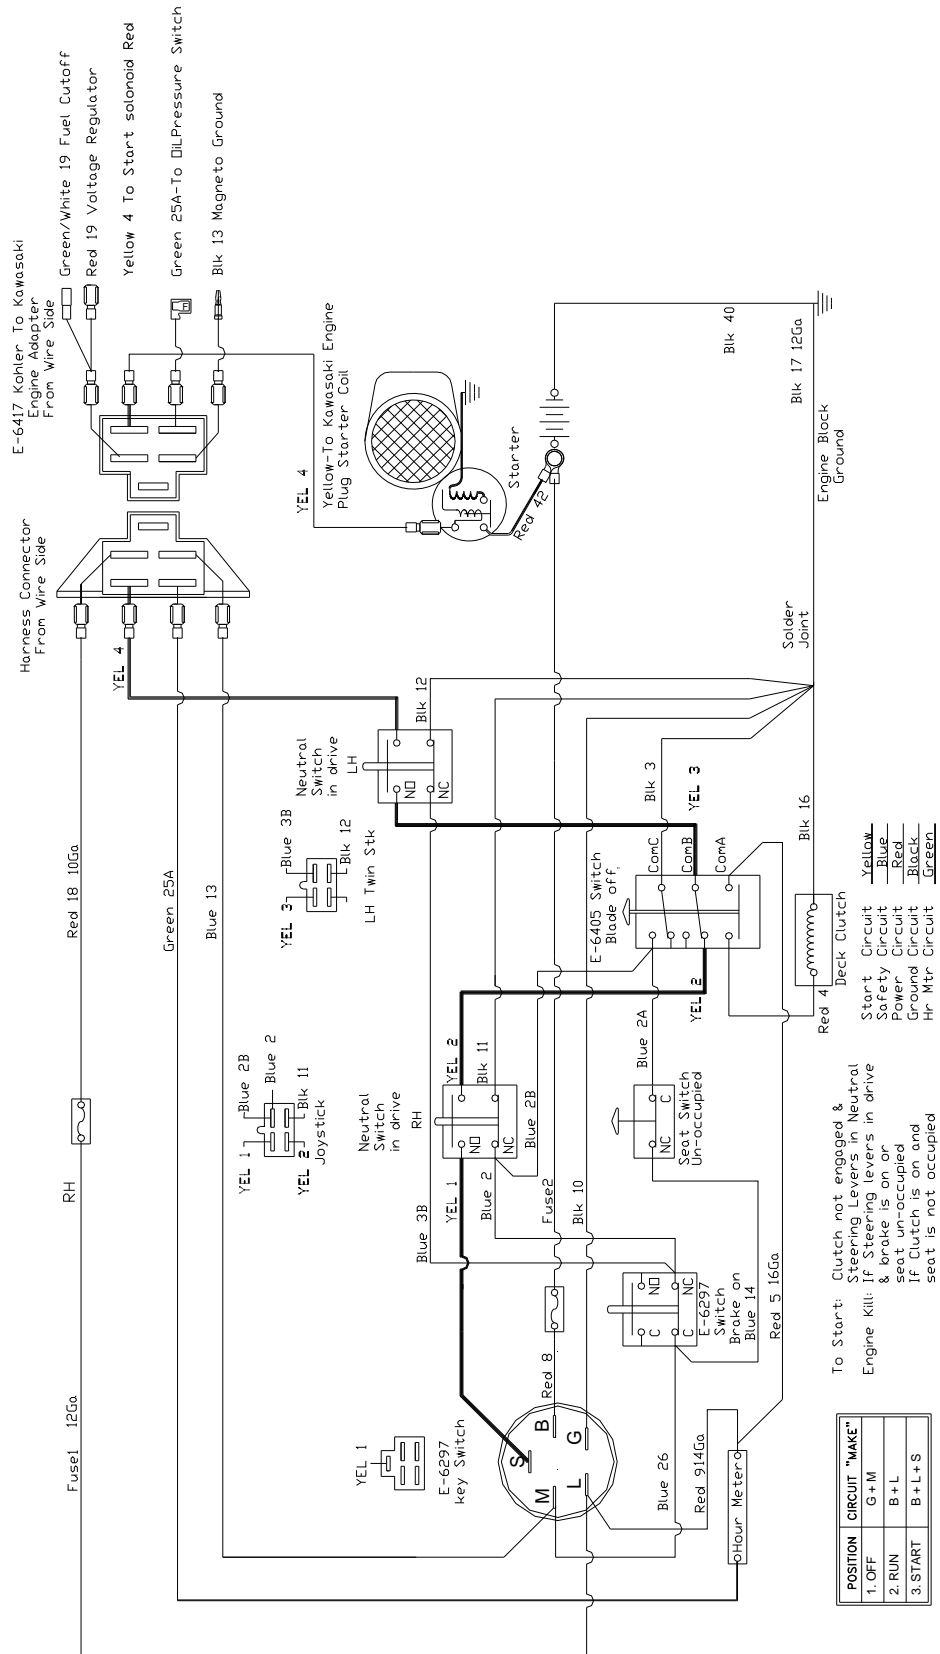 E-6417 Kohler To Kawasaki
Engine Adapter
From Wire Side
Green/White 19 Fuel Cutoff
Red 19 Voltage Regulator
Yellow 4 To Start solonoid Red
Green 25A-To OiLPressure Switch
Blk 13 Magneto Ground
Harness Connector
From Wire Side
YEL 4
YEL 4
Yellow-To Kawasaki Engine
Plug Starter Coil
Starter
Red 42
Blk 40
Blk 17 12Ga
Engine Block
Ground
Solder
Joint
Red 18 10Ga
Green 25A
Blue 13
Neutral
Switch
in drive
LH
NO
NC
Blk 12
Blue 3B
Blk 12
YEL 3
LH Twin Stk
Blk 3
YEL 3
Blk 16
E-6405 Switch
Blade off
ComC
ComB
ComA
Deck Clutch
Red 4
YEL 2
Blue 2A
RH
Blue 2B
Blue 2
YEL 1
Blk 11
YEL 2
Joystick
Neutral
Switch
in drive
RH
YEL 2
Blk 11
NO
NC
Blue 2B
C
NC
Seat Switch
Un-occupied
Blue 3B
YEL 1
Blue 2
Fuse2
Blk 10
NO
NC
C
C
E-6297
Switch
Brake on
Blue 14
Red 5 16Ga
Fuse1 12Ga
YEL 1
E-6297
key Switch
Red 8
M
S
B
L
G
Blue 26
Red 914Ga
Hour Meter
Start Circuit Yellow
Safety Circuit Blue
Power Circuit Red
Ground Circuit Black
Hr Mtr Circuit Green
To Start: Clutch not engaged &
Steering Levers in Neutral
Engine Kill: If Steering levers in drive
& brake is on or
seat un-occupied
If Clutch is on and
seat is not occupied
POSITION CIRCUIT "MAKE"
1. OFF G+M
2. RUN B+L
3. START B+L+S